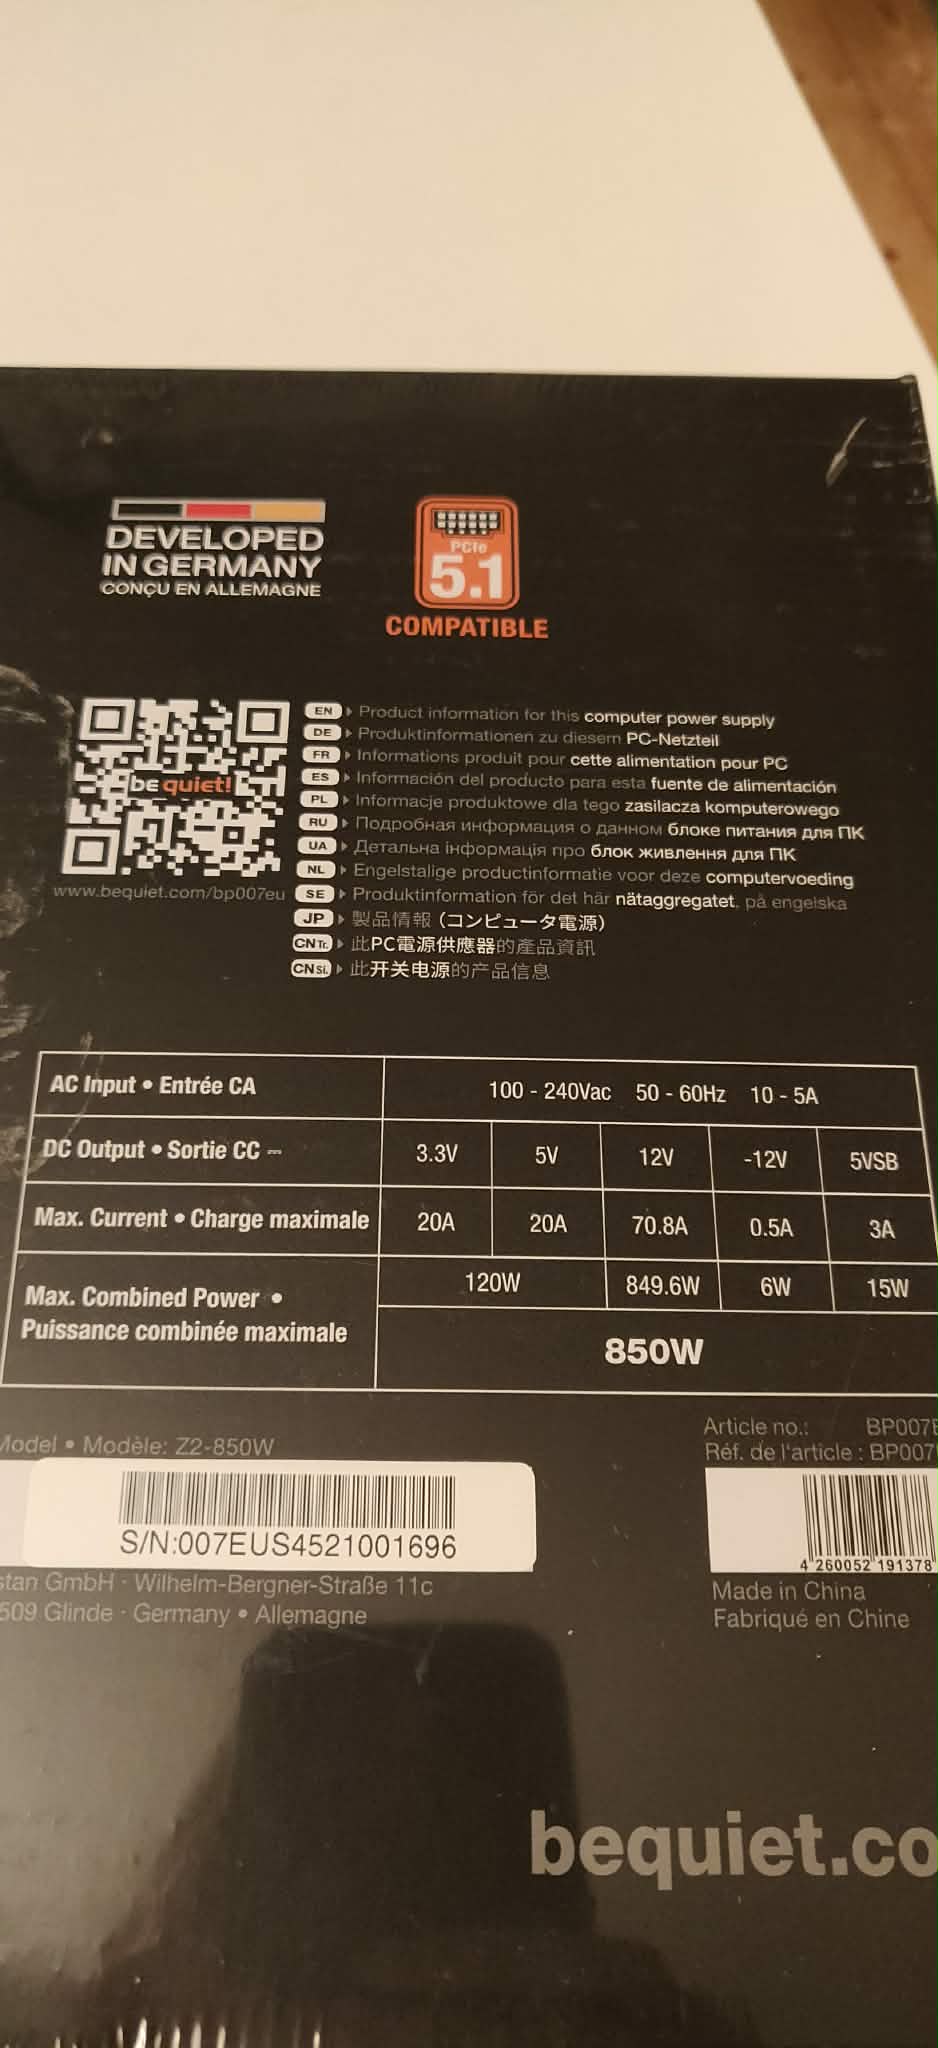 DEVELOPED
IN GERMANY
CONÇU EN ALLEMAGNE
PCIe
5.1
COMPATIBLE
be quiet!
www.bequiet.com/bp007eu
EN Product information for this computer power supply
DE Produktinformationen zu diesem PC-Netzteil
FR Informations produit pour cette alimentation pour PC
ES Información del producto para esta fuente de alimentación
PL Informacje produktowe dla tego zasilacza komputerowego
RU Подробная информация о данном блоке питания для ПК
UA Детальна інформація про блок живлення для ПК
NL Engelstalige productinformatie voor deze computervoeding
SE Produktinformation för det här nätaggregatet, på engelska
JP 製品情報（コンピュータ電源）
CN Tr. 此PC電源供應器的產品資訊
CN Si. 此开关电源的产品信息
AC Input • Entrée CA 100 - 240Vac 50 - 60Hz 10 - 5A
DC Output • Sortie CC ⎓ 3.3V 5V 12V -12V 5VSB
Max. Current • Charge maximale 20A 20A 70.8A 0.5A 3A
Max. Combined Power • 120W 849.6W 6W 15W
Puissance combinée maximale 850W
Model • Modèle: Z2-850W
Article no.: BP007E
Réf. de l'article : BP007
S/N:007EUS4521001696
4 260052 191378
stan GmbH · Wilhelm-Bergner-Straße 11c
509 Glinde · Germany • Allemagne
Made in China
Fabriqué en Chine
bequiet.co